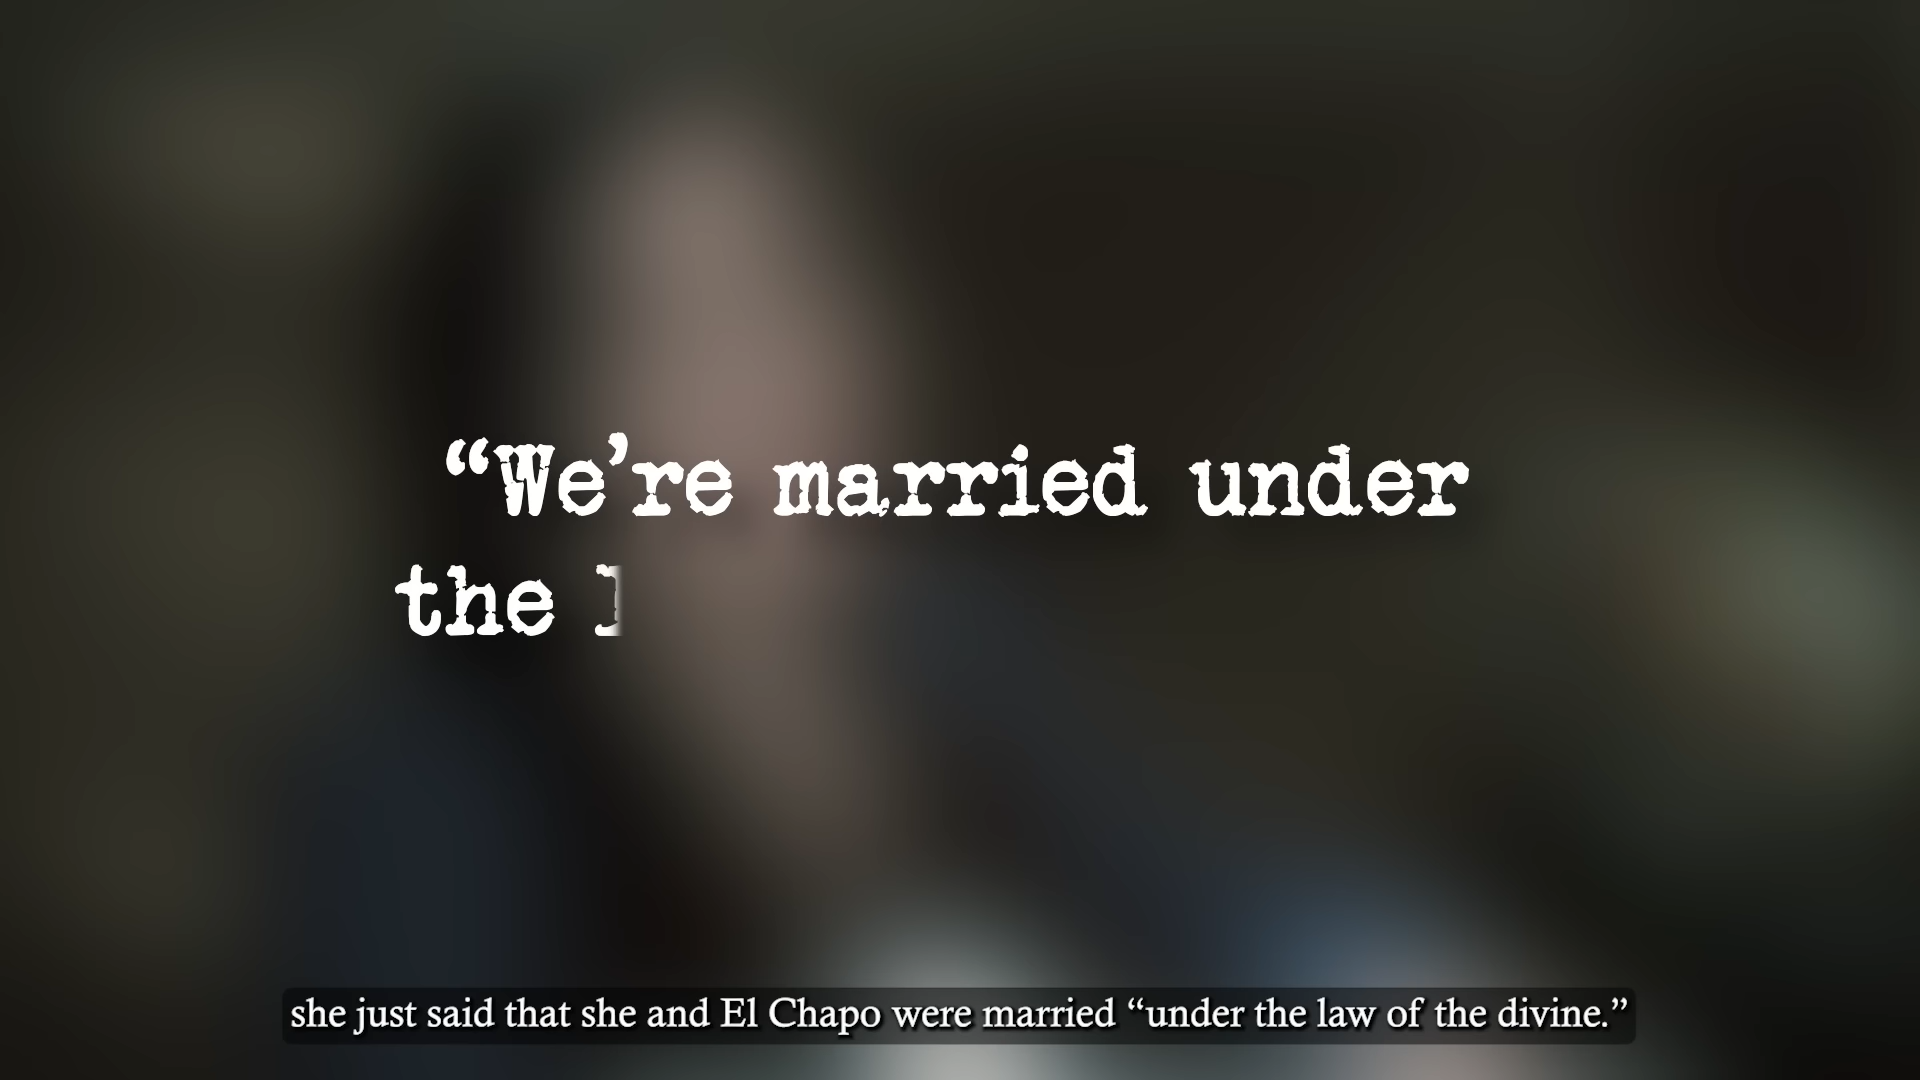 “We’re married under
the
she just said that she and El Chapo were married “under the law of the divine.”